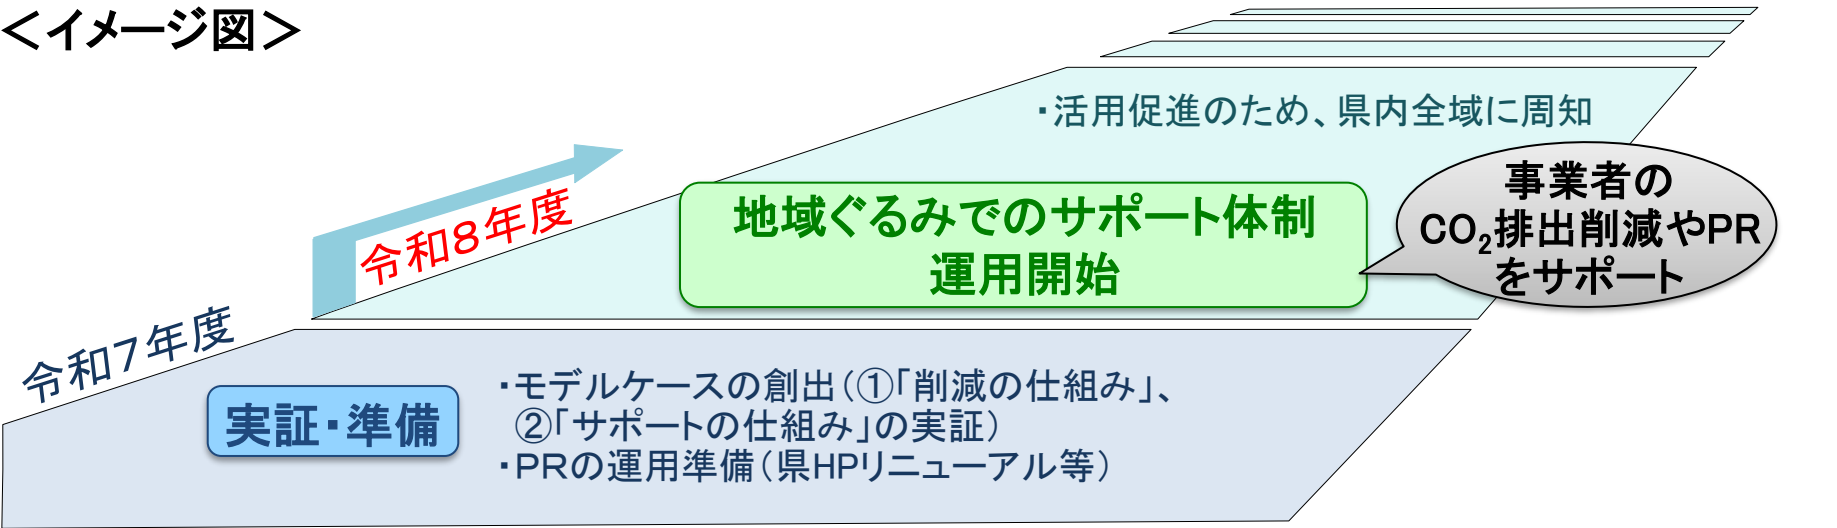 ＜イメージ図＞
・活用促進のため、県内全域に周知
令和８年度
地域ぐるみでのサポート体制
運用開始
事業者の
CO₂排出削減やPR
をサポート
令和７年度
実証・準備
・モデルケースの創出（①「削減の仕組み」、
②「サポートの仕組み」の実証）
・PRの運用準備（県HPリニューアル等）